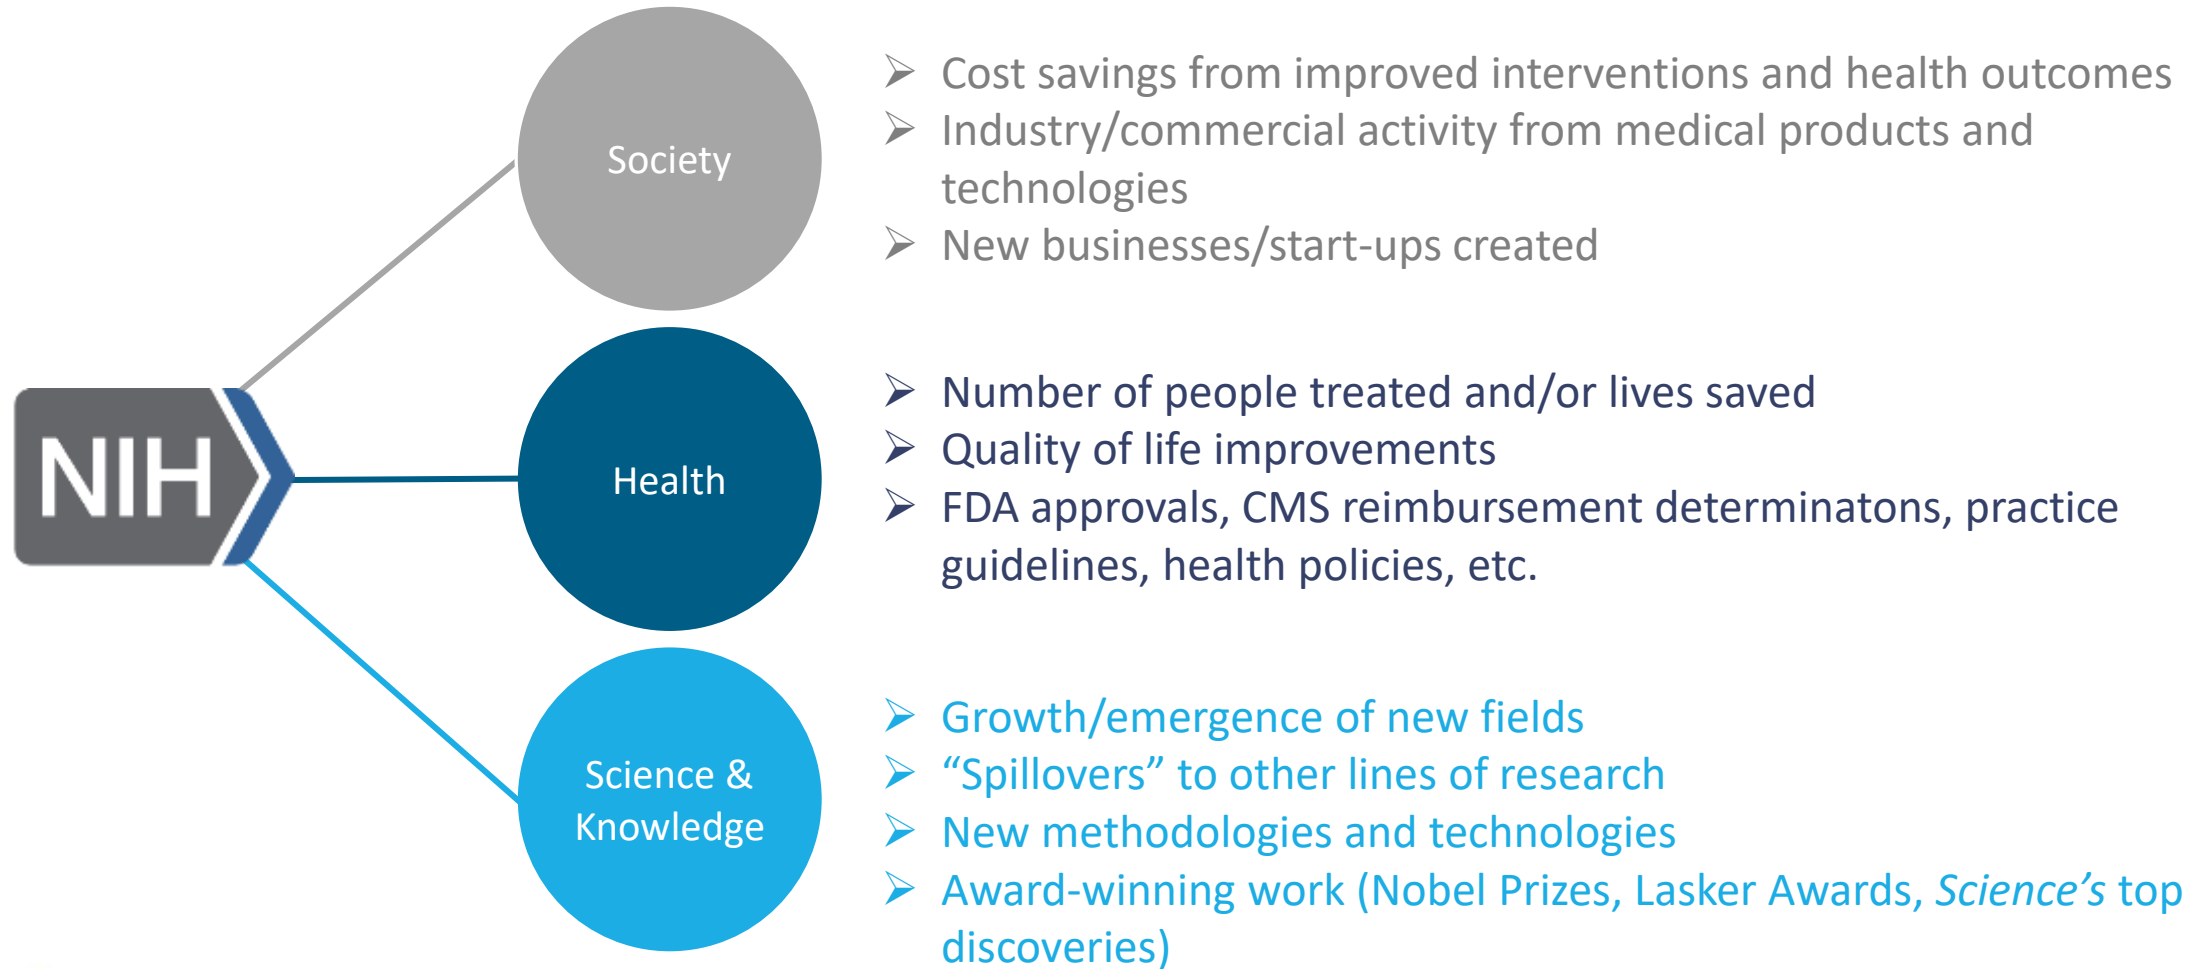 NIH
Society
➢ Cost savings from improved interventions and health outcomes
➢ Industry/commercial activity from medical products and
technologies
➢ New businesses/start-ups created
Health
➢ Number of people treated and/or lives saved
➢ Quality of life improvements
➢ FDA approvals, CMS reimbursement determinatons, practice
guidelines, health policies, etc.
Science &
Knowledge
➢ Growth/emergence of new fields
➢ “Spillovers” to other lines of research
➢ New methodologies and technologies
➢ Award-winning work (Nobel Prizes, Lasker Awards, Science’s top
discoveries)